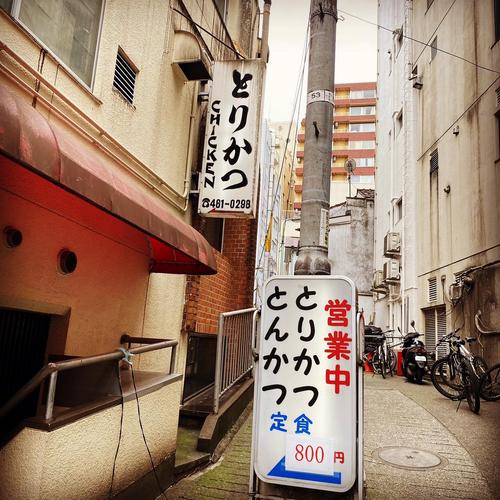 とりかつ
CHICKEN
☎481-0298
53
営業中
とりかつ
とんかつ
定食
800円